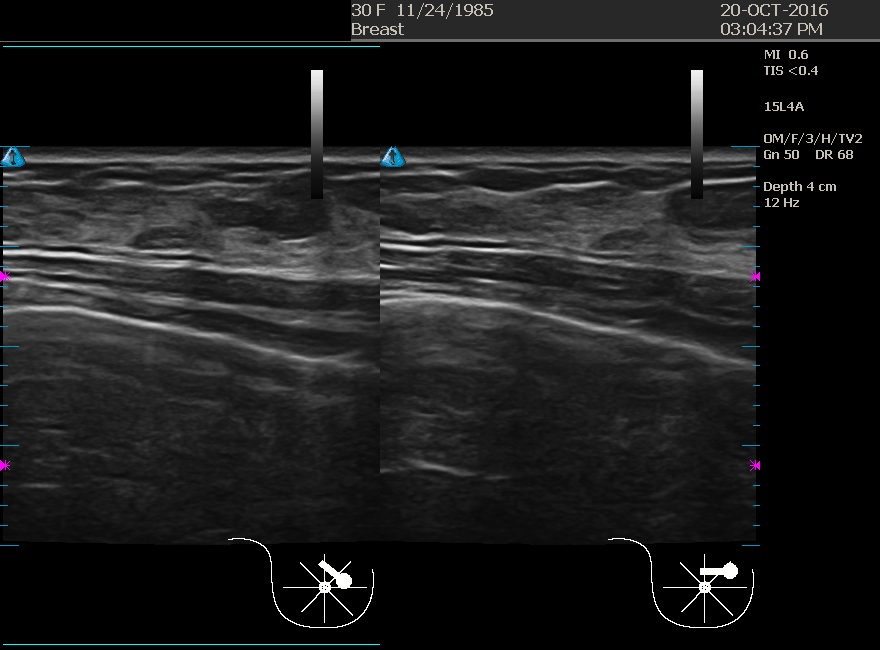 30 F 11/24/1985 20-OCT-2016
Breast 03:04:37 PM
MI 0.6
TIS <0.4
15L4A
OM/F/3/H/TV2
Gn 50 DR 68
Depth 4 cm
12 Hz